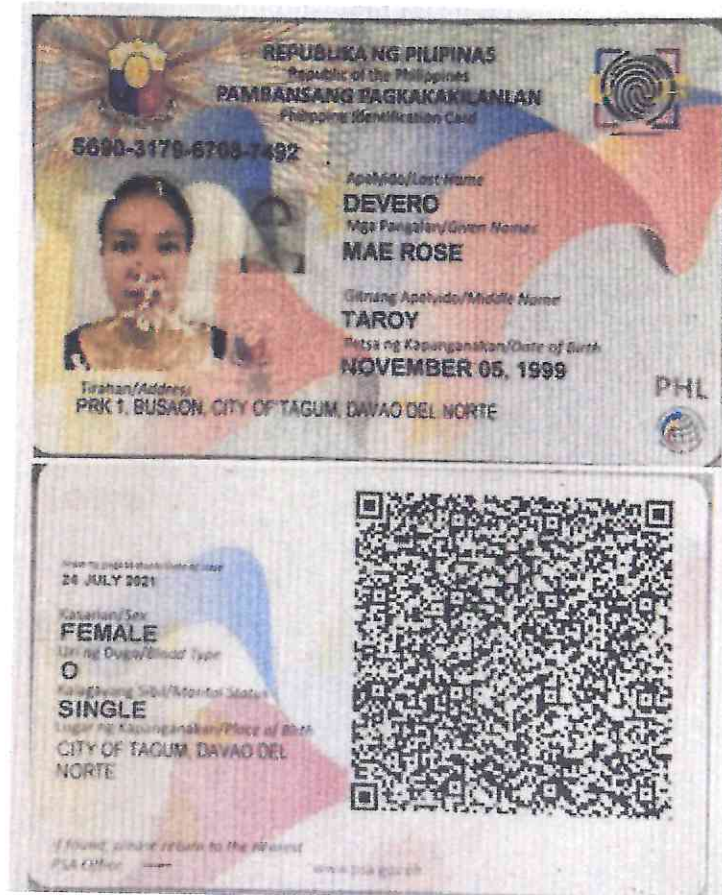 REPUBLIKA NG PILIPINAS
Republic of the Philippines
PAMBANSANG PAGKAKAKILANLAN
Philippine Identification Card
5690-3179-6708-7492
Apelyido/Last Name
DEVERO
Mga Pangalan/Given Names
MAE ROSE
Gitnang Apelyido/Middle Name
TAROY
Petsa ng Kapanganakan/Date of Birth
NOVEMBER 05, 1999
PHL
Tirahan/Address
PRK 1, BUSAON, CITY OF TAGUM, DAVAO DEL NORTE
24 JULY 2021
Kasarian/Sex
FEMALE
Uri ng Dugo/Blood Type
O
Kalagayang Sibil/Marital Status
SINGLE
Lugar ng Kapanganakan/Place of Birth
CITY OF TAGUM, DAVAO DEL
NORTE
If found, please return to the nearest
PSA Office
www.psa.gov.ph